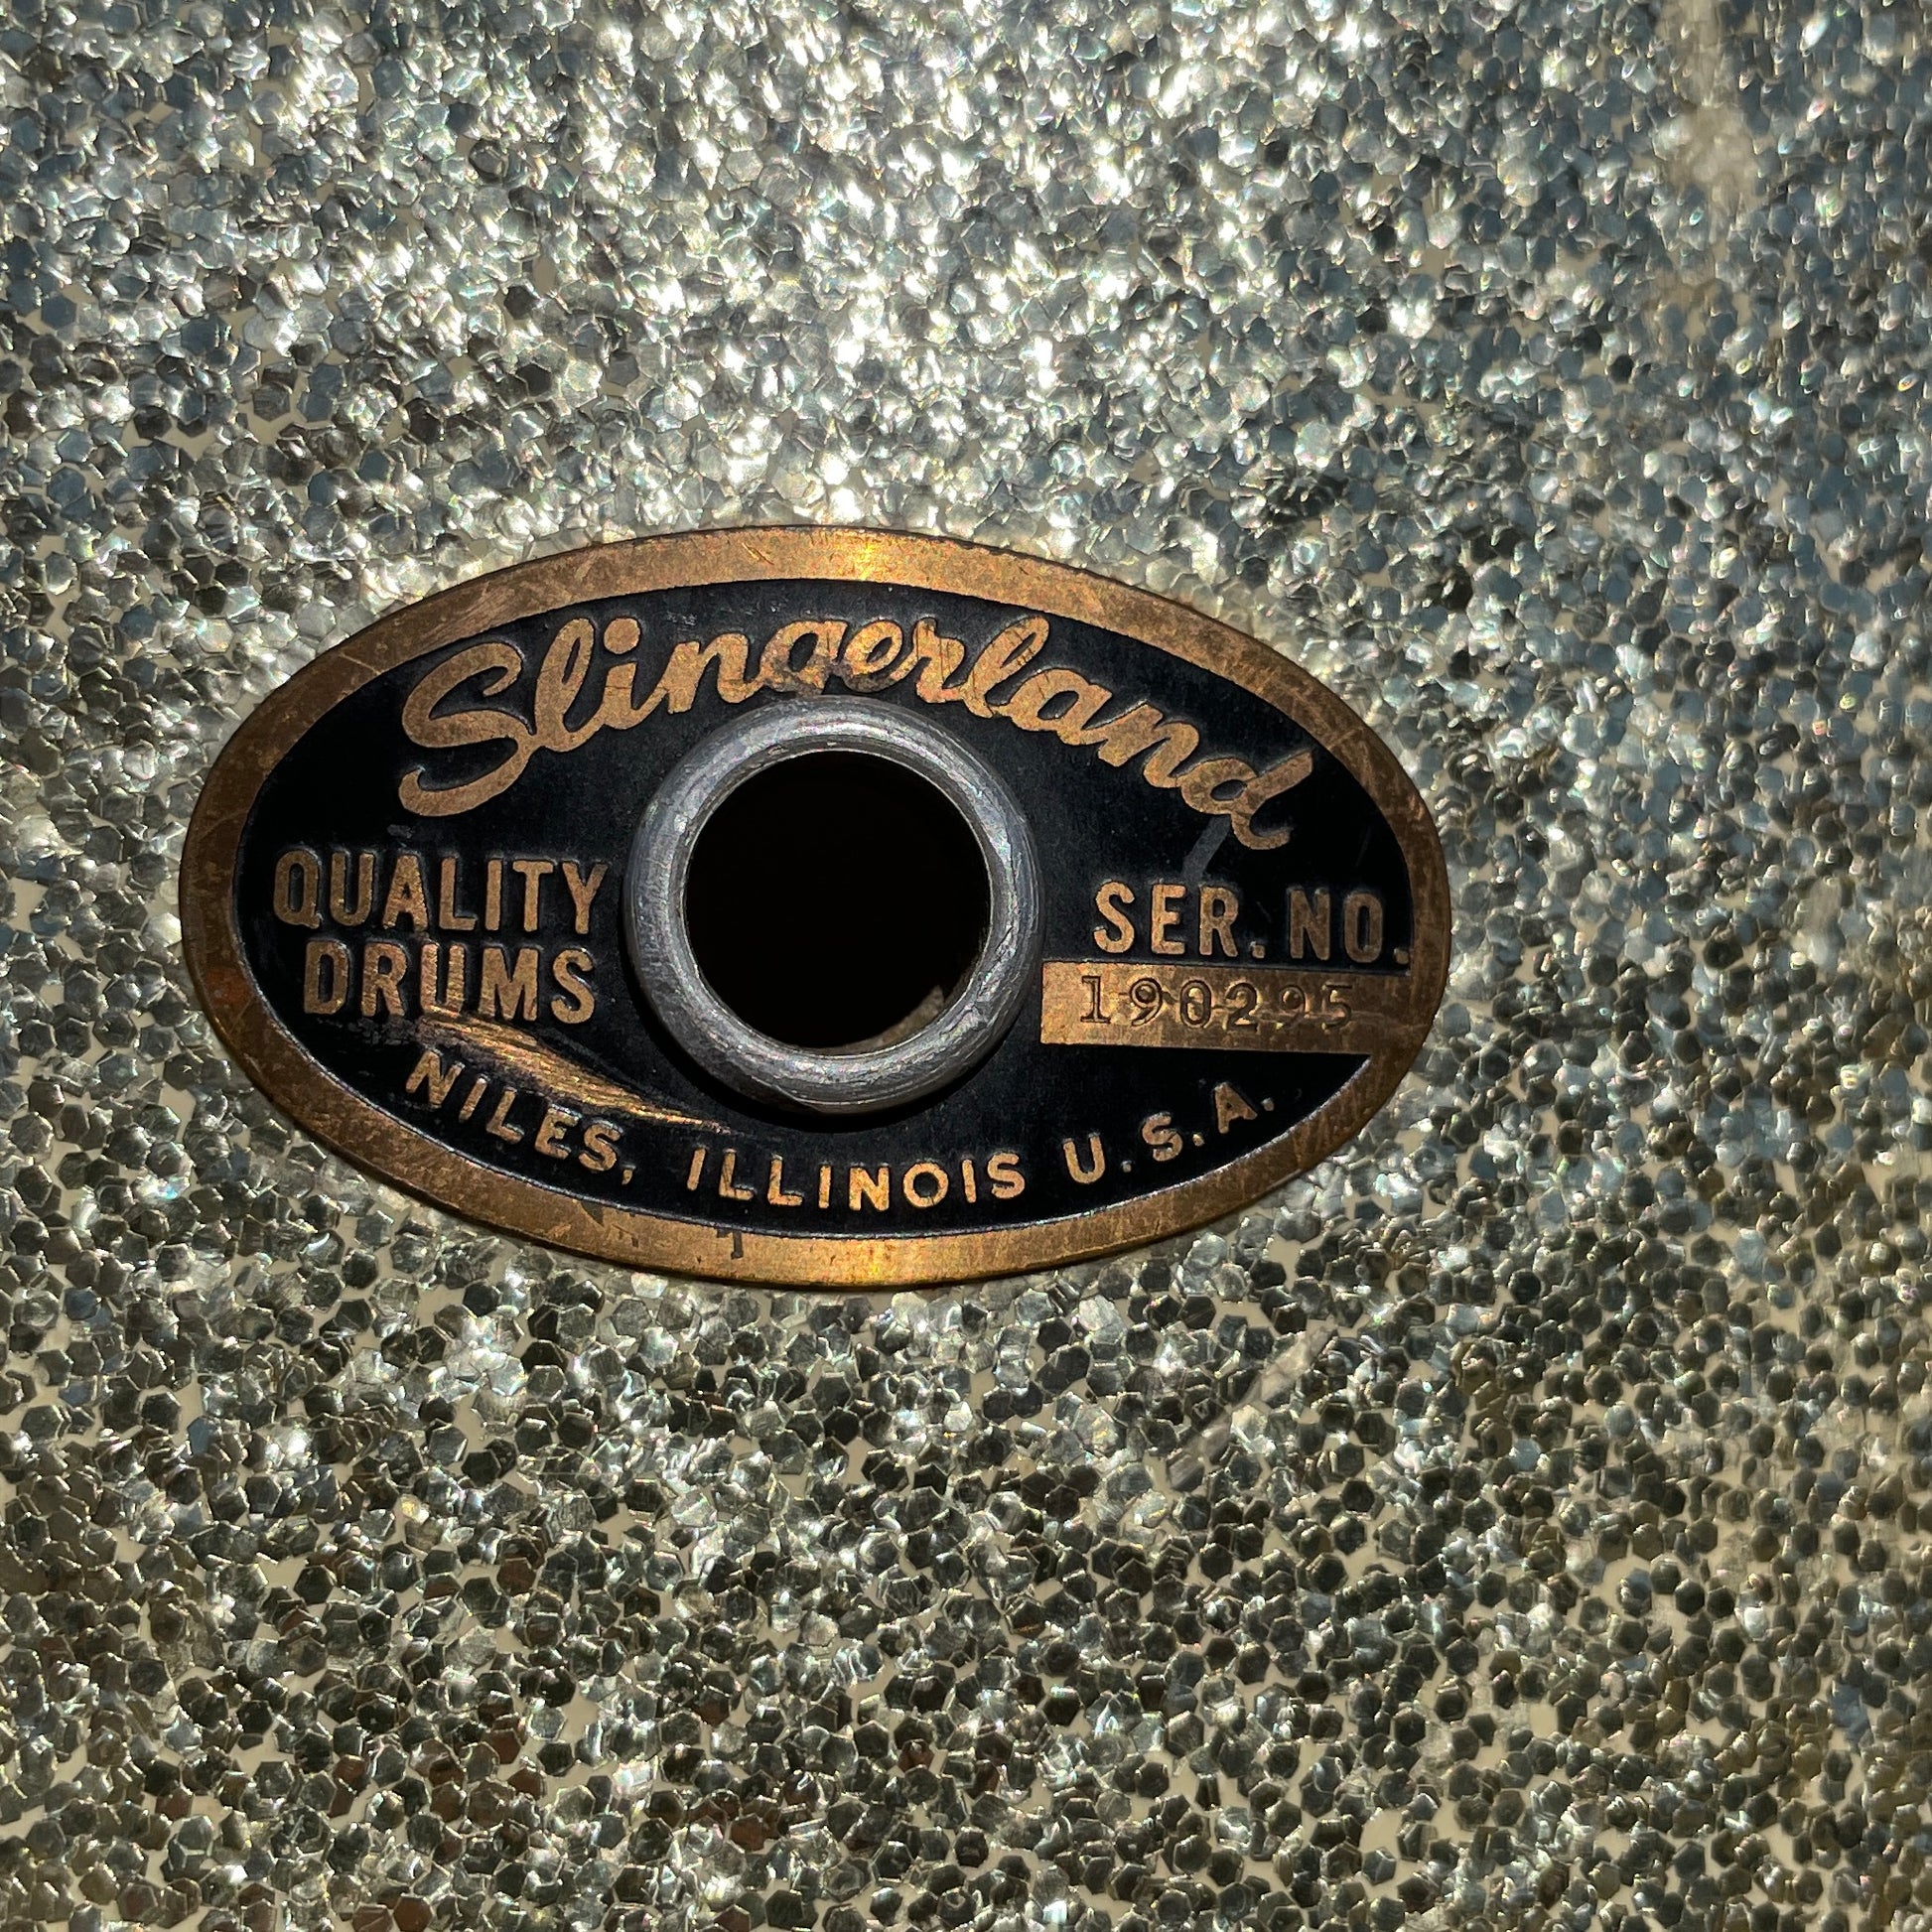 Slingerland
QUALITY
DRUMS
SER. NO.
190295
NILES, ILLINOIS U.S.A.